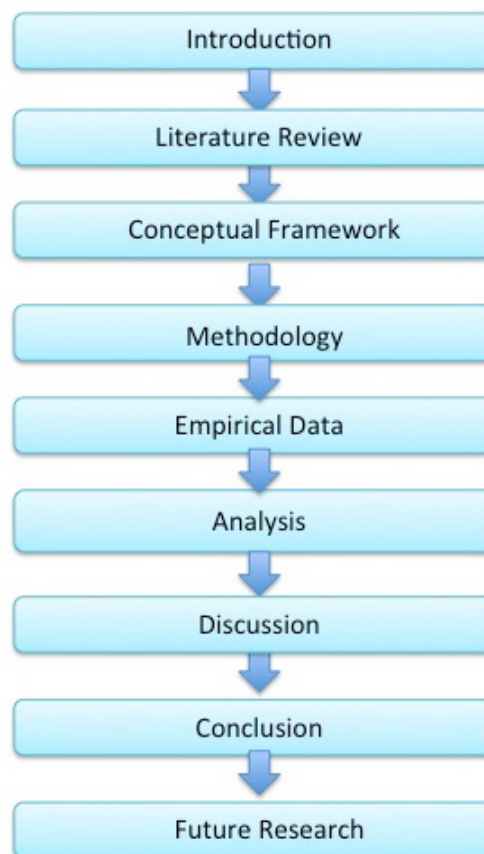 Introduction
Literature Review
Conceptual Framework
Methodology
Empirical Data
Analysis
Discussion
Conclusion
Future Research